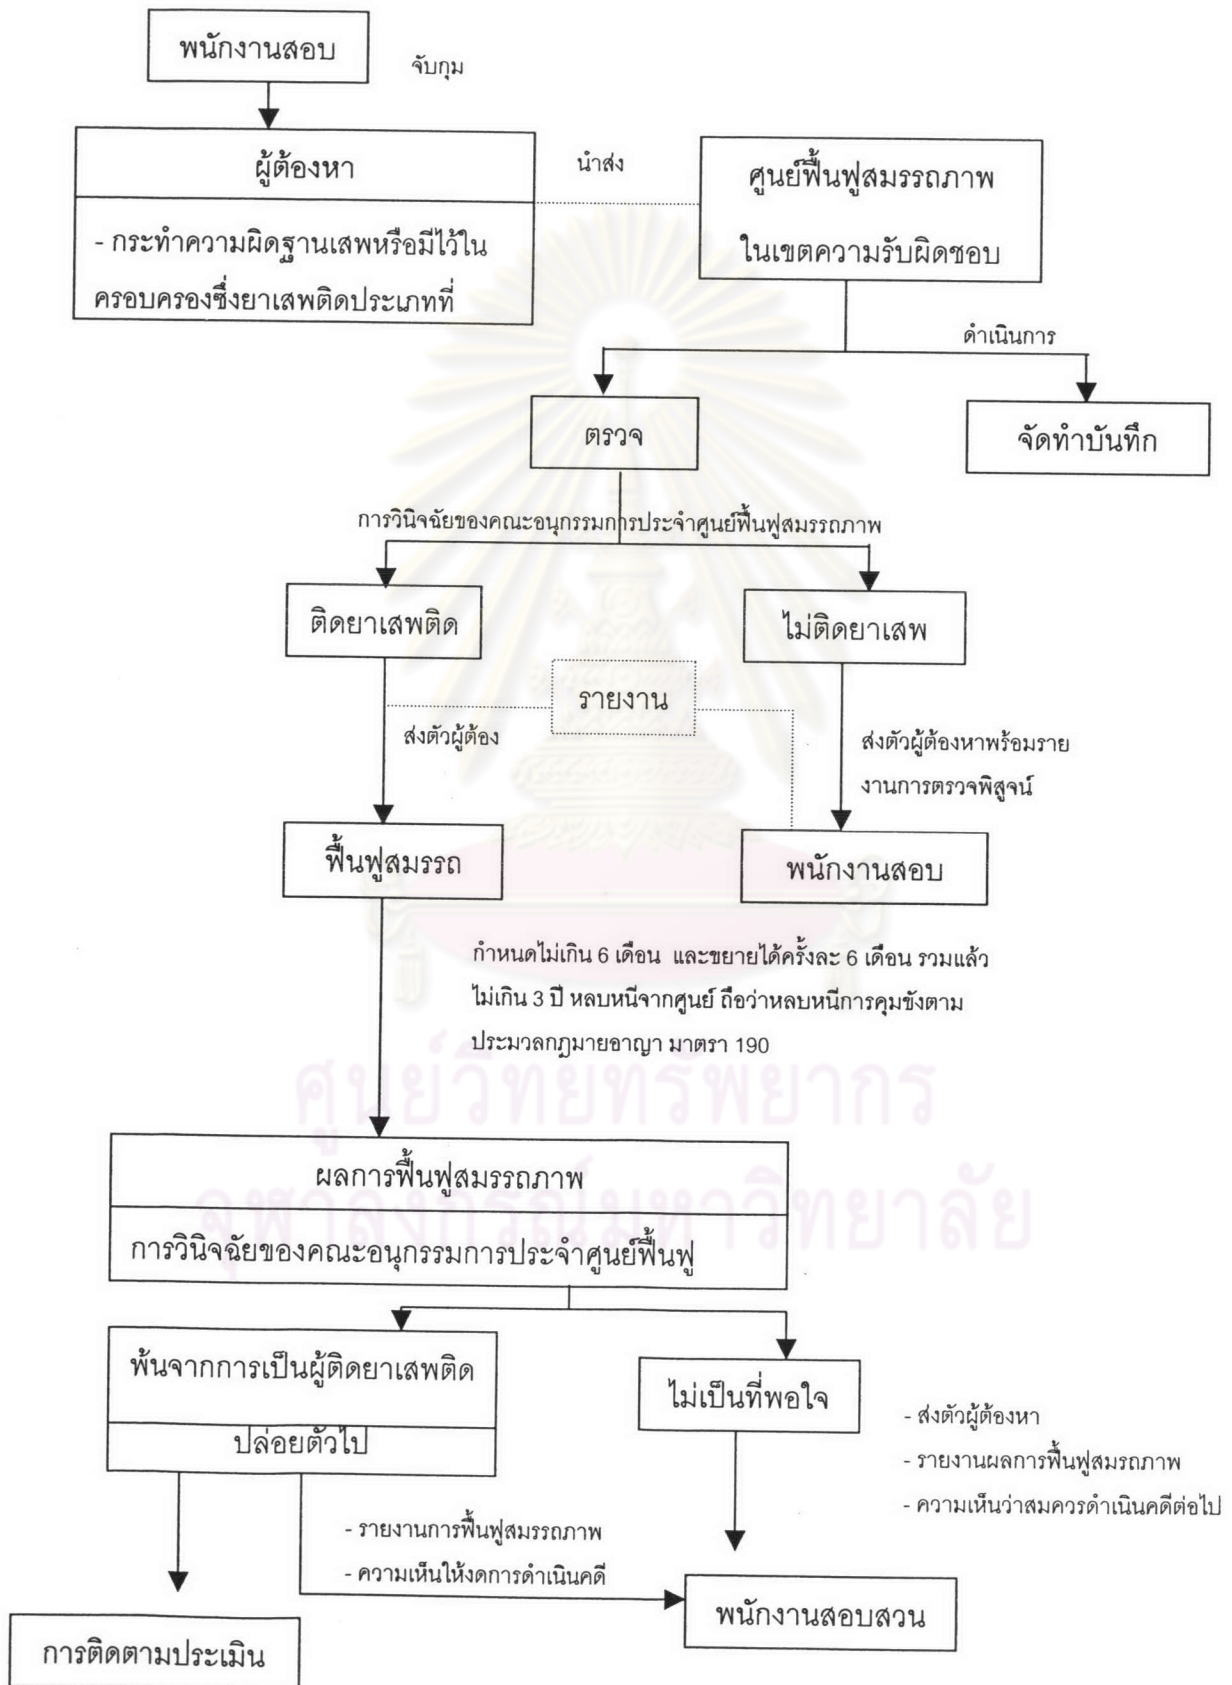 พนักงานสอบ
จับกุม
ผู้ต้องหา
นำส่ง
- กระทำความผิดฐานเสพหรือมีไว้ใน
ครอบครองซึ่งยาเสพติดประเภทที่
ศูนย์ฟื้นฟูสมรรถภาพ
ในเขตความรับผิดชอบ
ดำเนินการ
ตรวจ
จัดทำบันทึก
การวินิจฉัยของคณะอนุกรรมการประจำศูนย์ฟื้นฟูสมรรถภาพ
ติดยาเสพติด
ไม่ติดยาเสพ
รายงาน
ส่งตัวผู้ต้อง
ส่งตัวผู้ต้องหาพร้อมราย
งานการตรวจพิสูจน์
ฟื้นฟูสมรรถ
พนักงานสอบ
กำหนดไม่เกิน 6 เดือน และขยายได้ครั้งละ 6 เดือน รวมแล้ว
ไม่เกิน 3 ปี หลบหนีจากศูนย์ ถือว่าหลบหนีการคุมขังตาม
ประมวลกฎมายอาญา มาตรา 190
ศูนย์วิทยทรัพยากร
จุฬาลงกรณ์มหาวิทยาลัย
ผลการฟื้นฟูสมรรถภาพ
การวินิจฉัยของคณะอนุกรรมการประจำศูนย์ฟื้นฟู
พ้นจากการเป็นผู้ติดยาเสพติด
ปล่อยตัวไป
ไม่เป็นที่พอใจ
- ส่งตัวผู้ต้องหา
- รายงานผลการฟื้นฟูสมรถภาพ
- ความเห็นว่าสมควรดำเนินคดีต่อไป
- รายงานการฟื้นฟูสมรรถภาพ
- ความเห็นให้งดการดำเนินคดี
พนักงานสอบสวน
การติดตามประเมิน